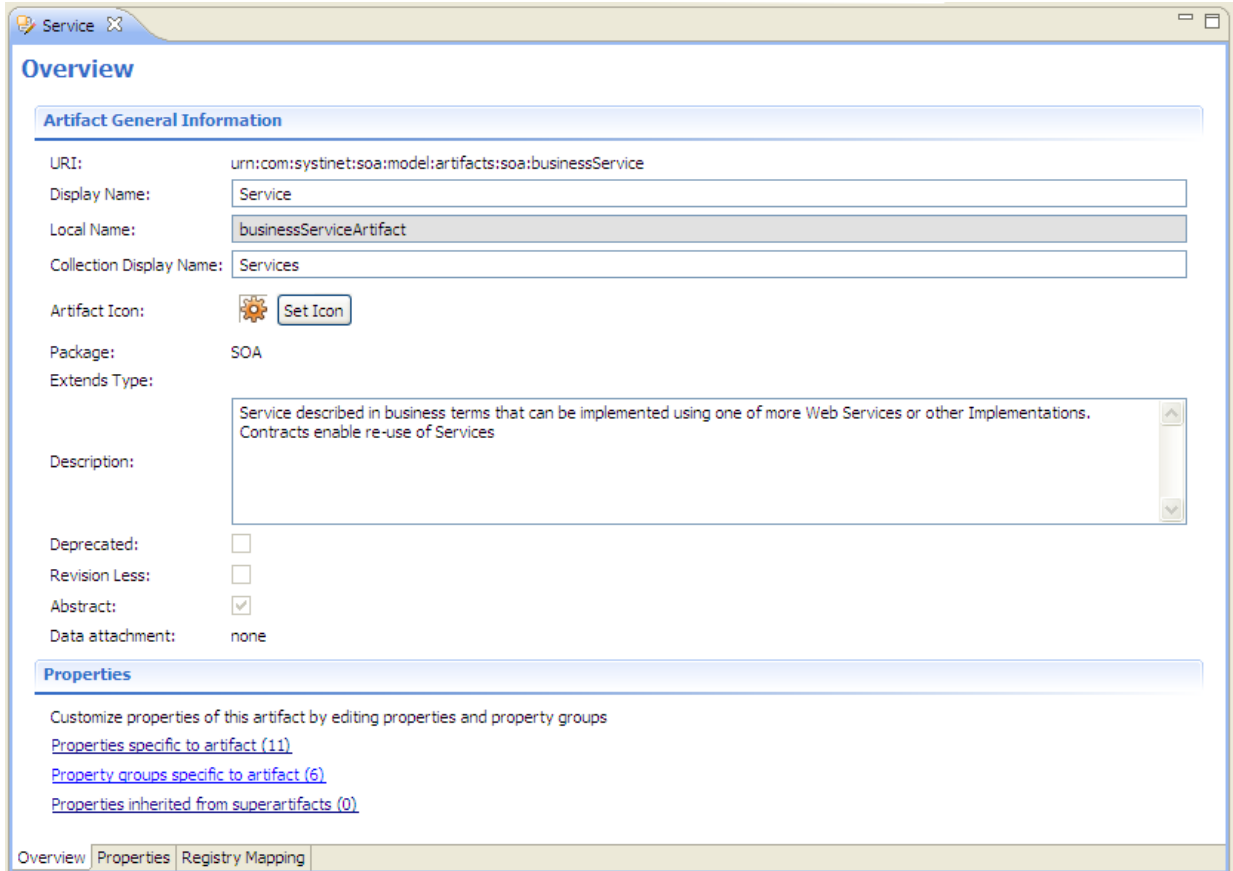 Service
Overview
Artifact General Information
URI: urn:com:systinet:soa:model:artifacts:soa:businessService
Display Name: Service
Local Name: businessServiceArtifact
Collection Display Name: Services
Artifact Icon: Set Icon
Package: SOA
Extends Type:
Service described in business terms that can be implemented using one of more Web Services or other Implementations.
Contracts enable re-use of Services
Description:
Deprecated:
Revision Less:
Abstract:
Data attachment: none
Properties
Customize properties of this artifact by editing properties and property groups
Properties specific to artifact (11)
Property groups specific to artifact (6)
Properties inherited from superartifacts (0)
Overview Properties Registry Mapping